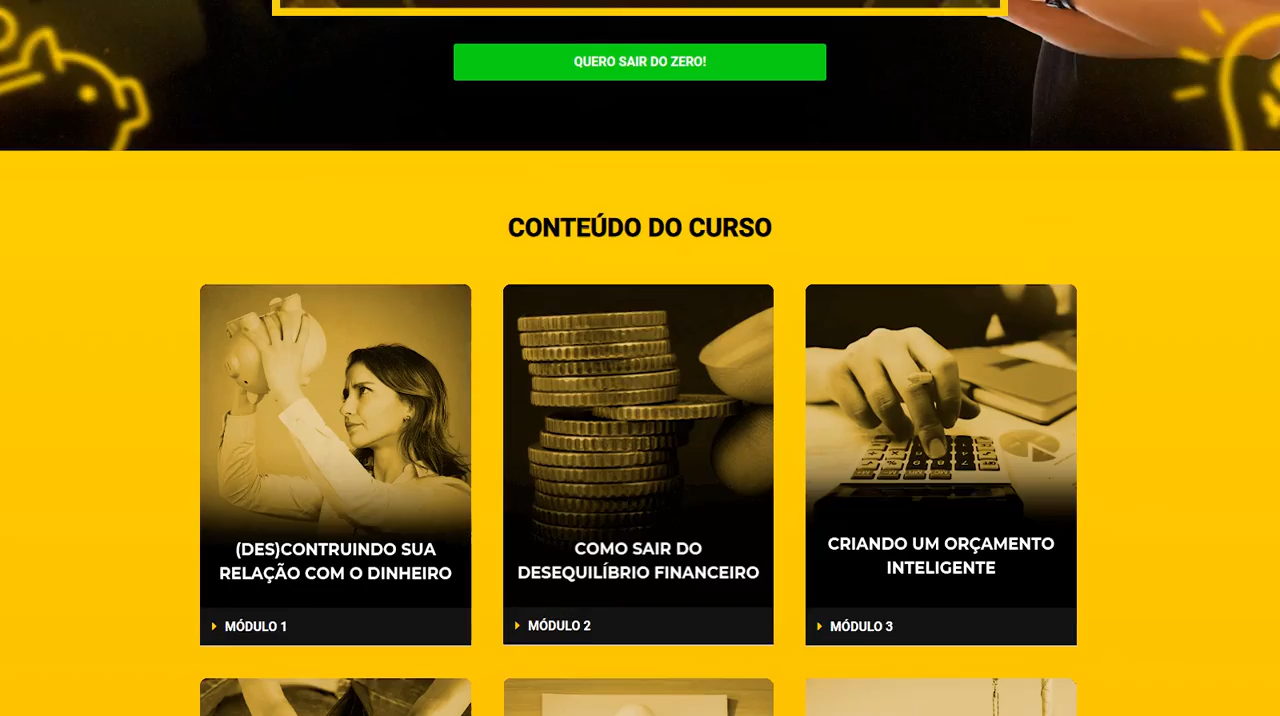 QUERO SAIR DO ZERO!
CONTEÚDO DO CURSO
(DES)CONTRUINDO SUA
RELAÇÃO COM O DINHEIRO
MÓDULO 1
COMO SAIR DO
DESEQUILÍBRIO FINANCEIRO
MÓDULO 2
CRIANDO UM ORÇAMENTO
INTELIGENTE
MÓDULO 3